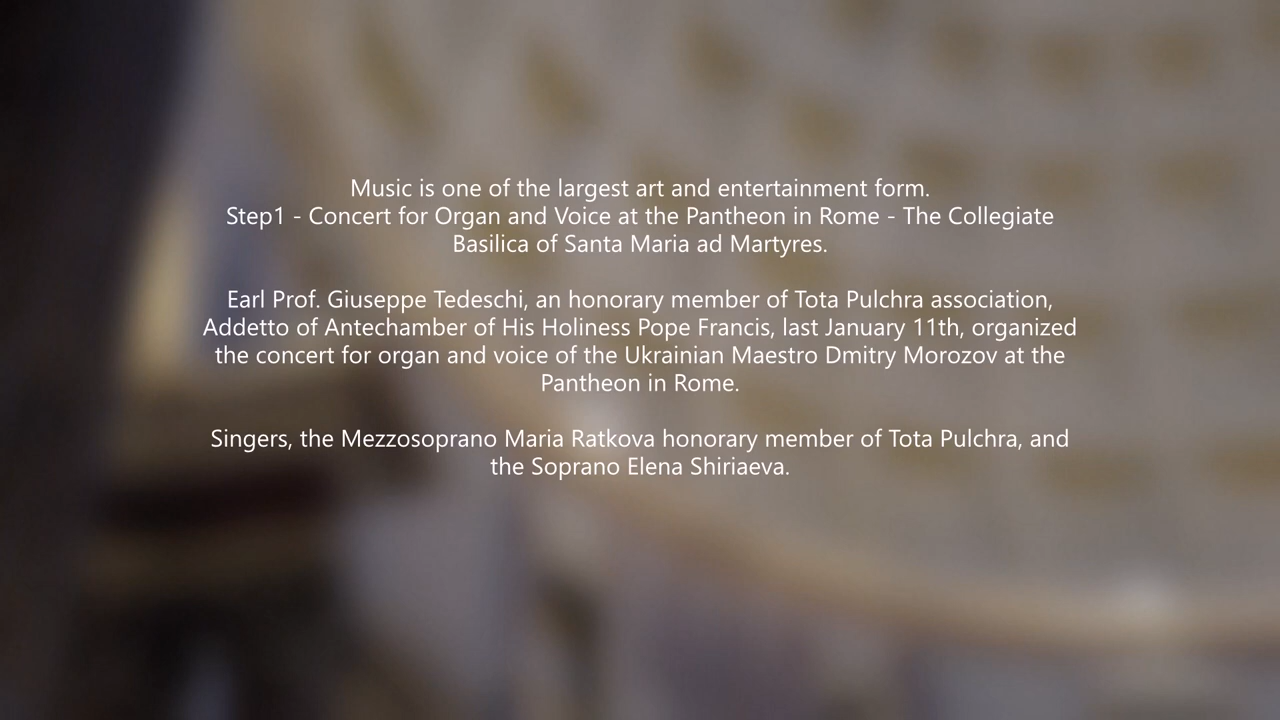 Music is one of the largest art and entertainment form.
Step1 - Concert for Organ and Voice at the Pantheon in Rome - The Collegiate
Basilica of Santa Maria ad Martyres.
Earl Prof. Giuseppe Tedeschi, an honorary member of Tota Pulchra association,
Addetto of Antechamber of His Holiness Pope Francis, last January 11th, organized
the concert for organ and voice of the Ukrainian Maestro Dmitry Morozov at the
Pantheon in Rome.
Singers, the Mezzosoprano Maria Ratkova honorary member of Tota Pulchra, and
the Soprano Elena Shiriaeva.